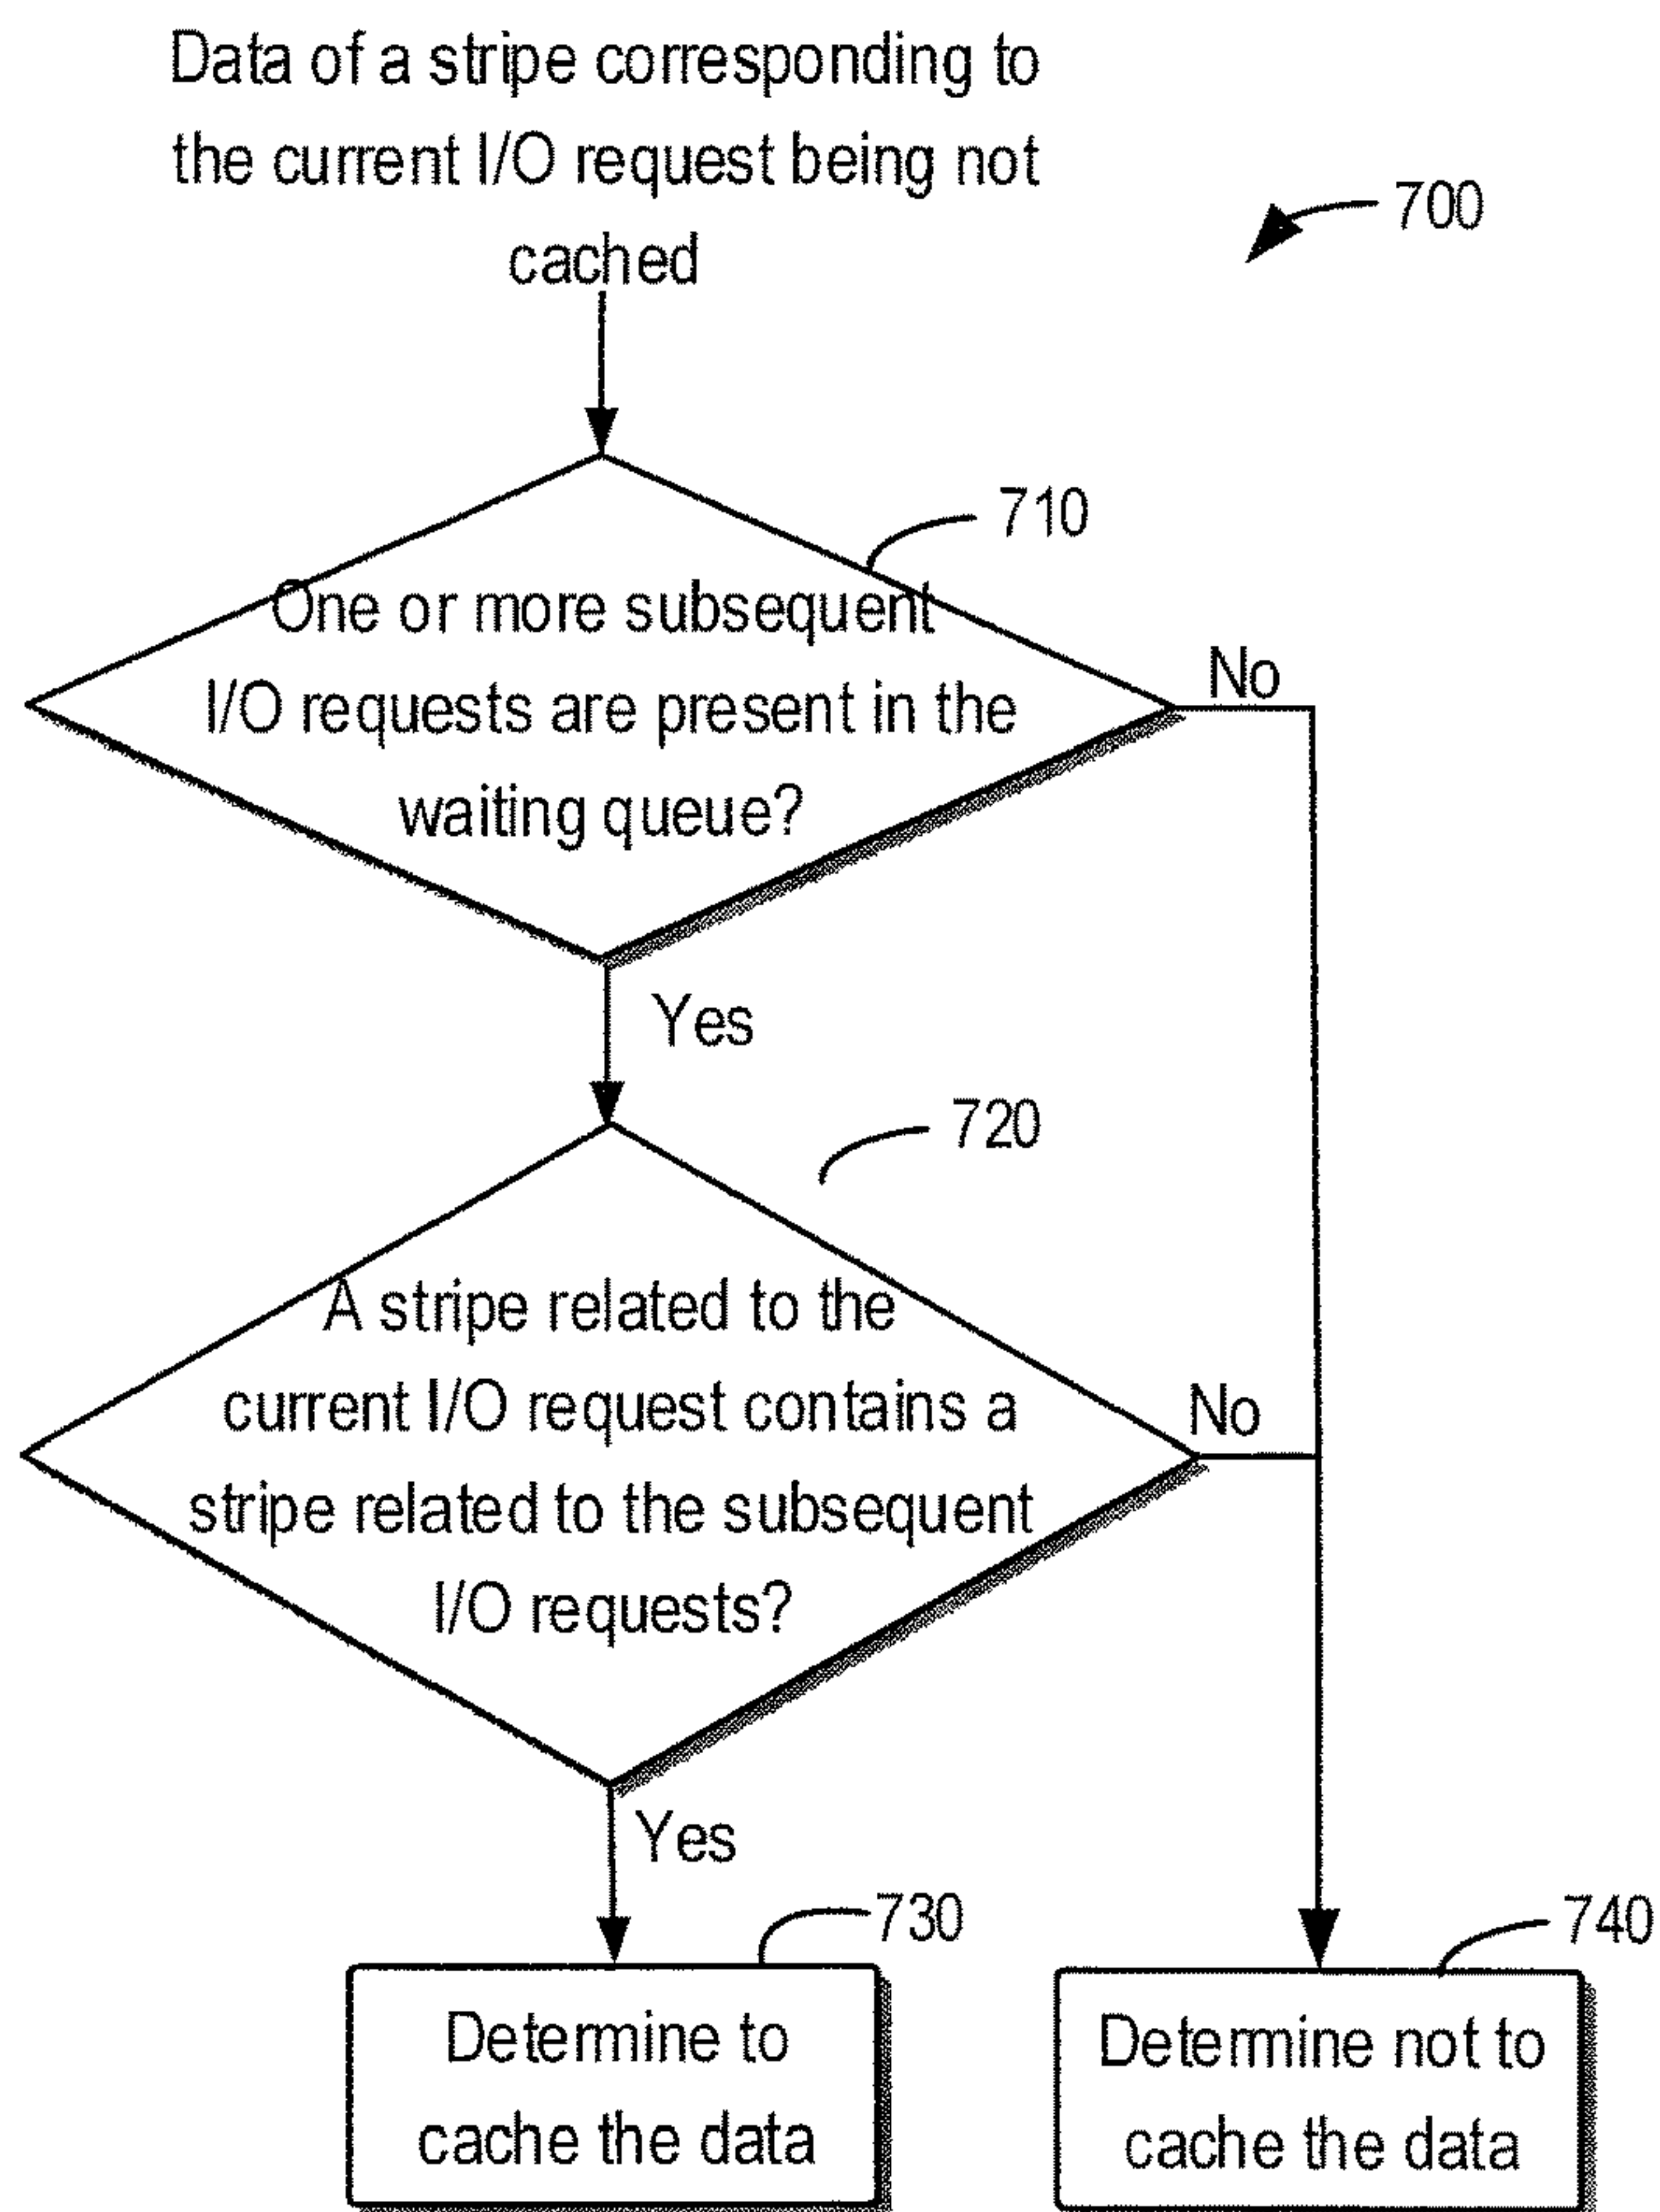 Data of a stripe corresponding to
the current I/O request being not
cached
700
710
One or more subsequent
I/O requests are present in the
waiting queue?
No
Yes
720
A stripe related to the
current I/O request contains a
stripe related to the subsequent
I/O requests?
No
Yes
730
Determine to
cache the data
740
Determine not to
cache the data